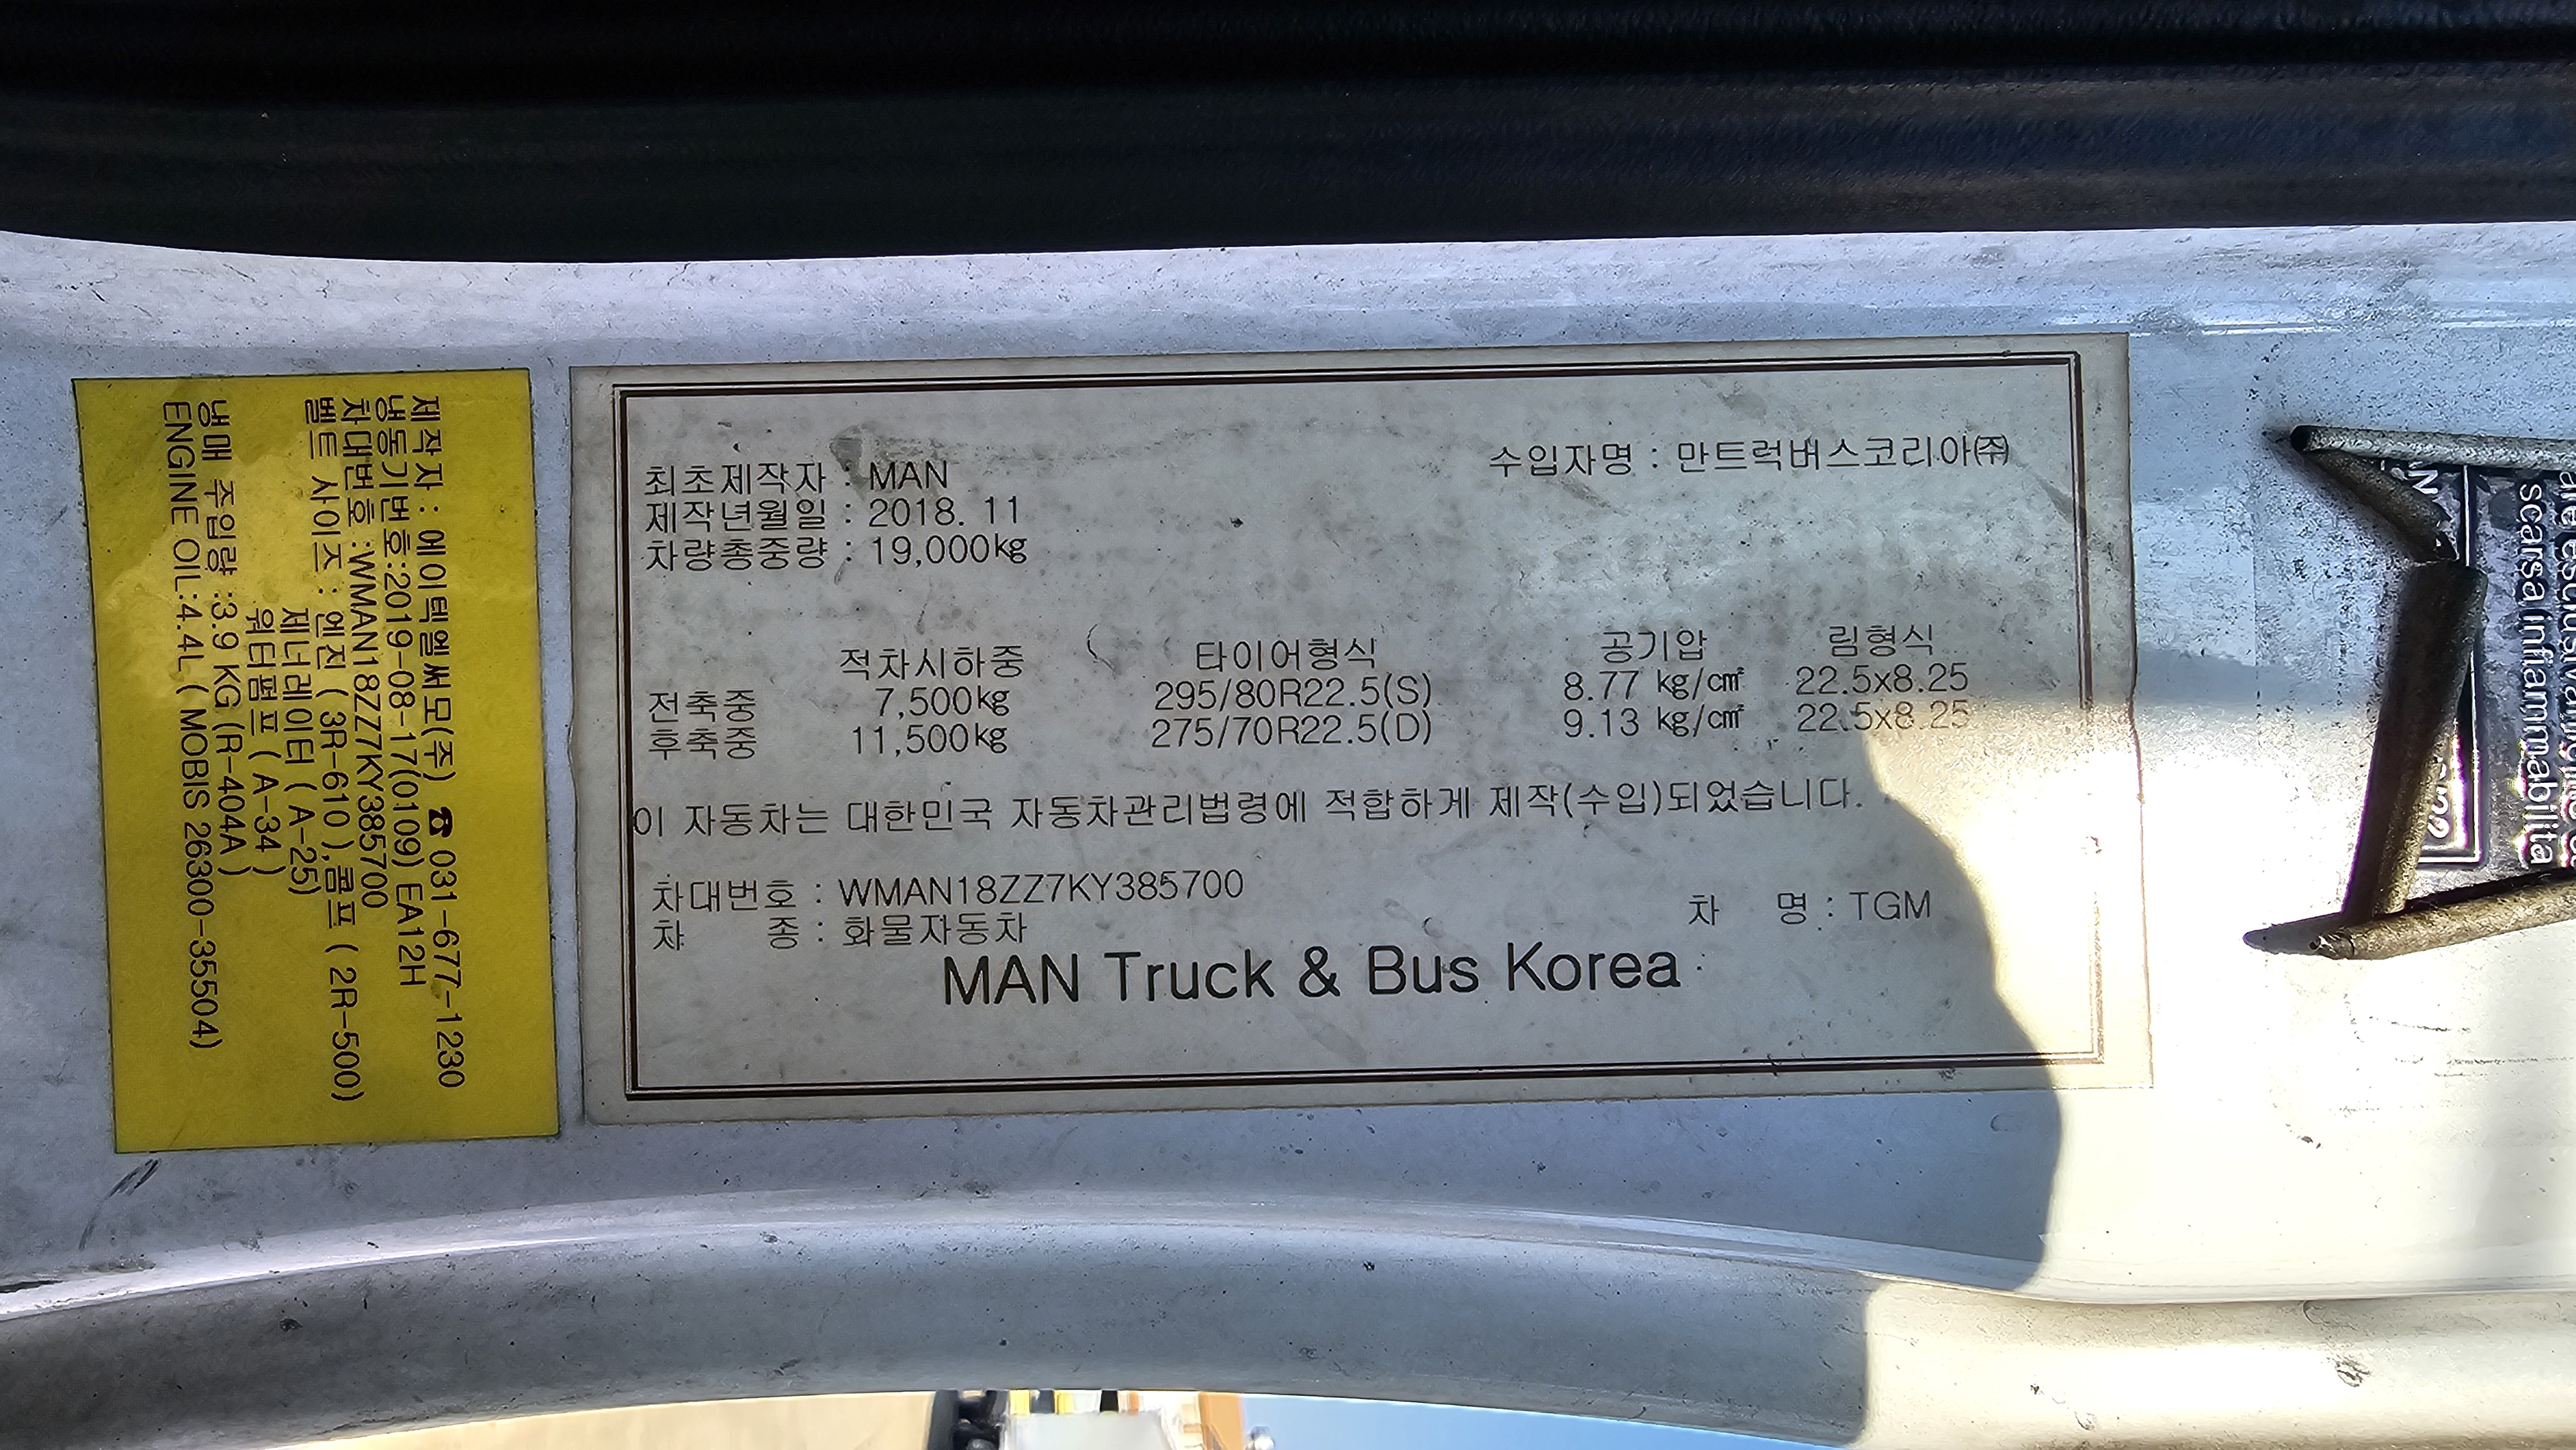 제작자 : 에이텍엘써모(주) ☎ 031-677-1230
냉동기번호:2019-08-17(0109) EA12H
차대번호 :WMAN18ZZ7KY385700
벨트 사이즈 : 엔진 ( 3R-610 ),콤프 ( 2R-500)
제너레이터 ( A-25)
워터펌프 ( A-34 )
냉매 주입량 :3.9 KG (R-404A )
ENGINE OIL:4.4L ( MOBIS 26300-35504)
수입자명 : 만트럭버스코리아㈜
최초제작자 : MAN
제작년월일 : 2018. 11
차량총중량 : 19,000kg
적차시하중 타이어형식 공기압 림형식
전축중 7,500kg 295/80R22.5(S) 8.77 kg/cm² 22.5x8.25
후축중 11,500kg 275/70R22.5(D) 9.13 kg/cm² 22.5x8.25
이 자동차는 대한민국 자동차관리법령에 적합하게 제작(수입)되었습니다.
차대번호 : WMAN18ZZ7KY385700
차 종 : 화물자동차
차 명 : TGM
MAN Truck & Bus Korea
scarsa infiammabilita